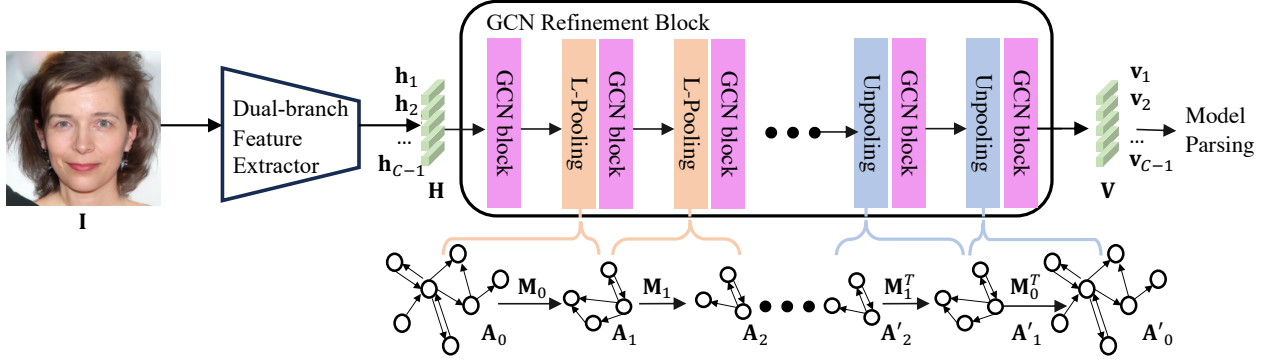 GCN Refinement Block
Dual-branch
Feature
Extractor
h₁
h₂
...
h_{C−1}
H
I
GCN block
L-Pooling
GCN block
L-Pooling
GCN block
Unpooling
GCN block
Unpooling
GCN block
v₁
v₂
...
v_{C−1}
V
Model
Parsing
A₀
M₀
A₁
M₁
A₂
A'₂
M₁ᵀ
A'₁
M₀ᵀ
A'₀